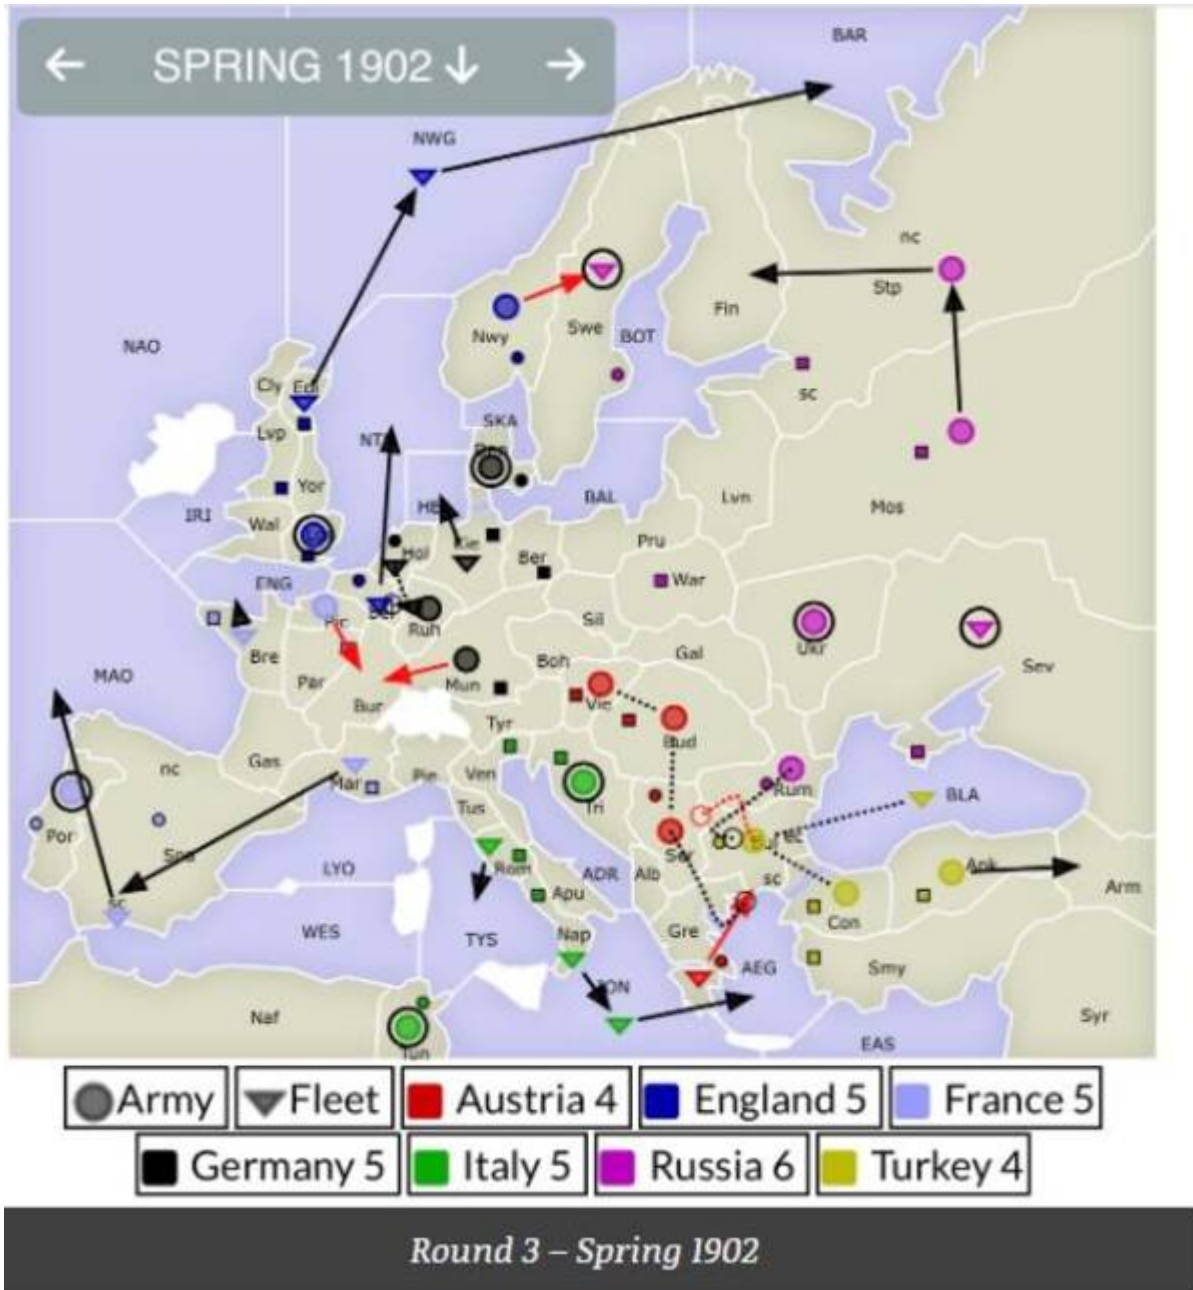 ← SPRING 1902 ↓ →
BAR
NWG
nc
Stp
Fin
NAO
Nwy
Swe
BOT
Cly
Edi
sc
Lvp
NTH
SKA
Yor
IRI
Wal
BAL
Lvn
Mos
Hol
Kie
Ber
Pru
War
ENG
Pic
Ruh
Sil
Ukr
Bre
Gal
Sev
MAO
Par
Boh
Mun
Vie
Bur
Tyr
Bud
nc
Gas
Mar
Pie
Ven
Tri
Rum
BLA
Tus
Por
Spa
Ser
ec
LYO
Rom
ADR
Alb
sc
Ank
Arm
sc
Apu
Con
WES
TYS
Nap
Gre
AEG
Smy
ION
Naf
Tun
EAS
Syr
Army Fleet Austria 4 England 5 France 5
Germany 5 Italy 5 Russia 6 Turkey 4
Round 3 – Spring 1902